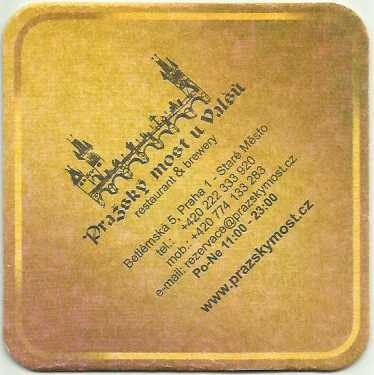 Pražský most u Valšů
restaurant & brewery
Betlémská 5, Praha 1 - Staré Město
tel.: +420 222 333 920
mob.: +420 774 133 283
e-mail: rezervace@prazskymost.cz
Po-Ne 11:00 - 23:00
www.prazskymost.cz